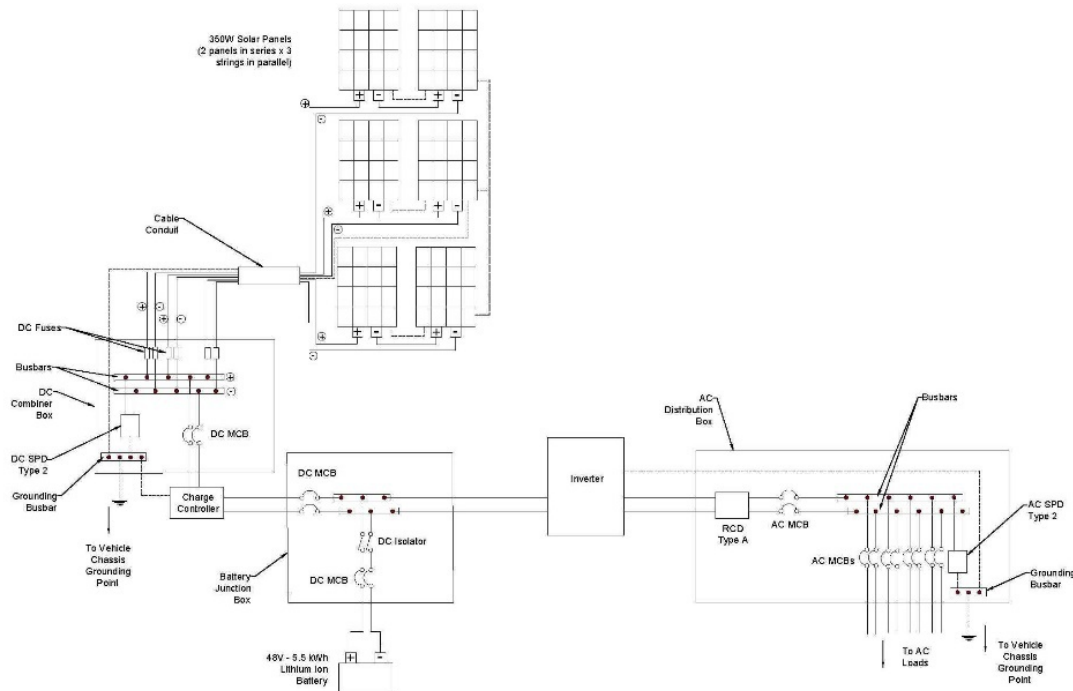 350W Solar Panels
(2 panels in series x 3
strings in parallel)
+ - + -
+
-
+ - + -
+
-
Cable
Conduit
+ - + -
+
-
+ - + -
DC Fuses
Busbars
+
-
DC
Combiner
Box
DC MCB
DC SPD
Type 2
Grounding
Busbar
Charge
Controller
To Vehicle
Chassis
Grounding
Point
DC MCB
DC Isolator
DC MCB
Battery
Junction
Box
48V - 5.5 kWh
Lithium Ion
Battery
+ -
Inverter
AC
Distribution
Box
Busbars
RCD
Type A
AC MCB
AC MCBs
AC SPD
Type 2
Grounding
Busbar
To AC
Loads
To Vehicle
Chassis
Grounding
Point